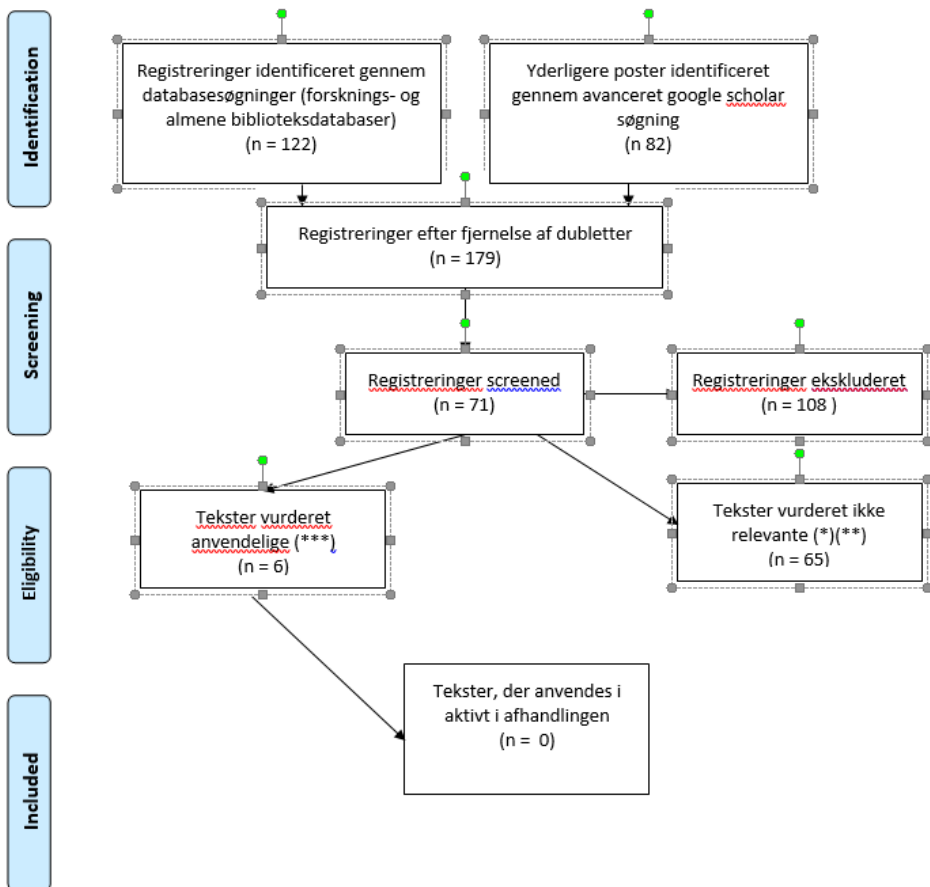 Identification
Registreringer identificeret gennem
databasesøgninger (forsknings- og
almene biblioteksdatabaser)
(n = 122)
Yderligere poster identificeret
gennem avanceret google scholar
søgning
(n 82)
Registreringer efter fjernelse af dubletter
(n = 179)
Screening
Registreringer screened
(n = 71)
Registreringer ekskluderet
(n = 108 )
Eligibility
Tekster vurderet
anvendelige (***)
(n = 6)
Tekster vurderet ikke
relevante (*)(**)
(n = 65)
Included
Tekster, der anvendes i
aktivt i afhandlingen
(n = 0)